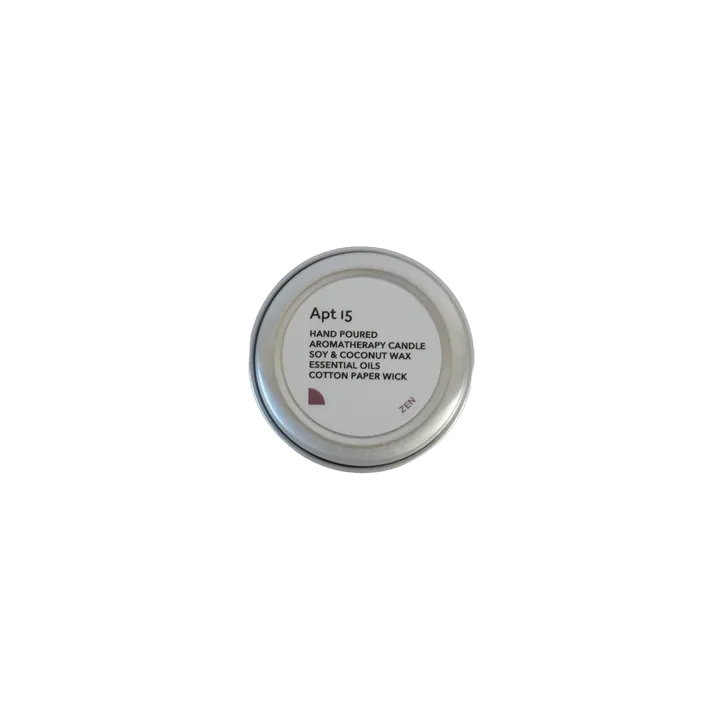 Apt 15
HAND POURED
AROMATHERAPY CANDLE
SOY & COCONUT WAX
ESSENTIAL OILS
COTTON PAPER WICK
ZEN